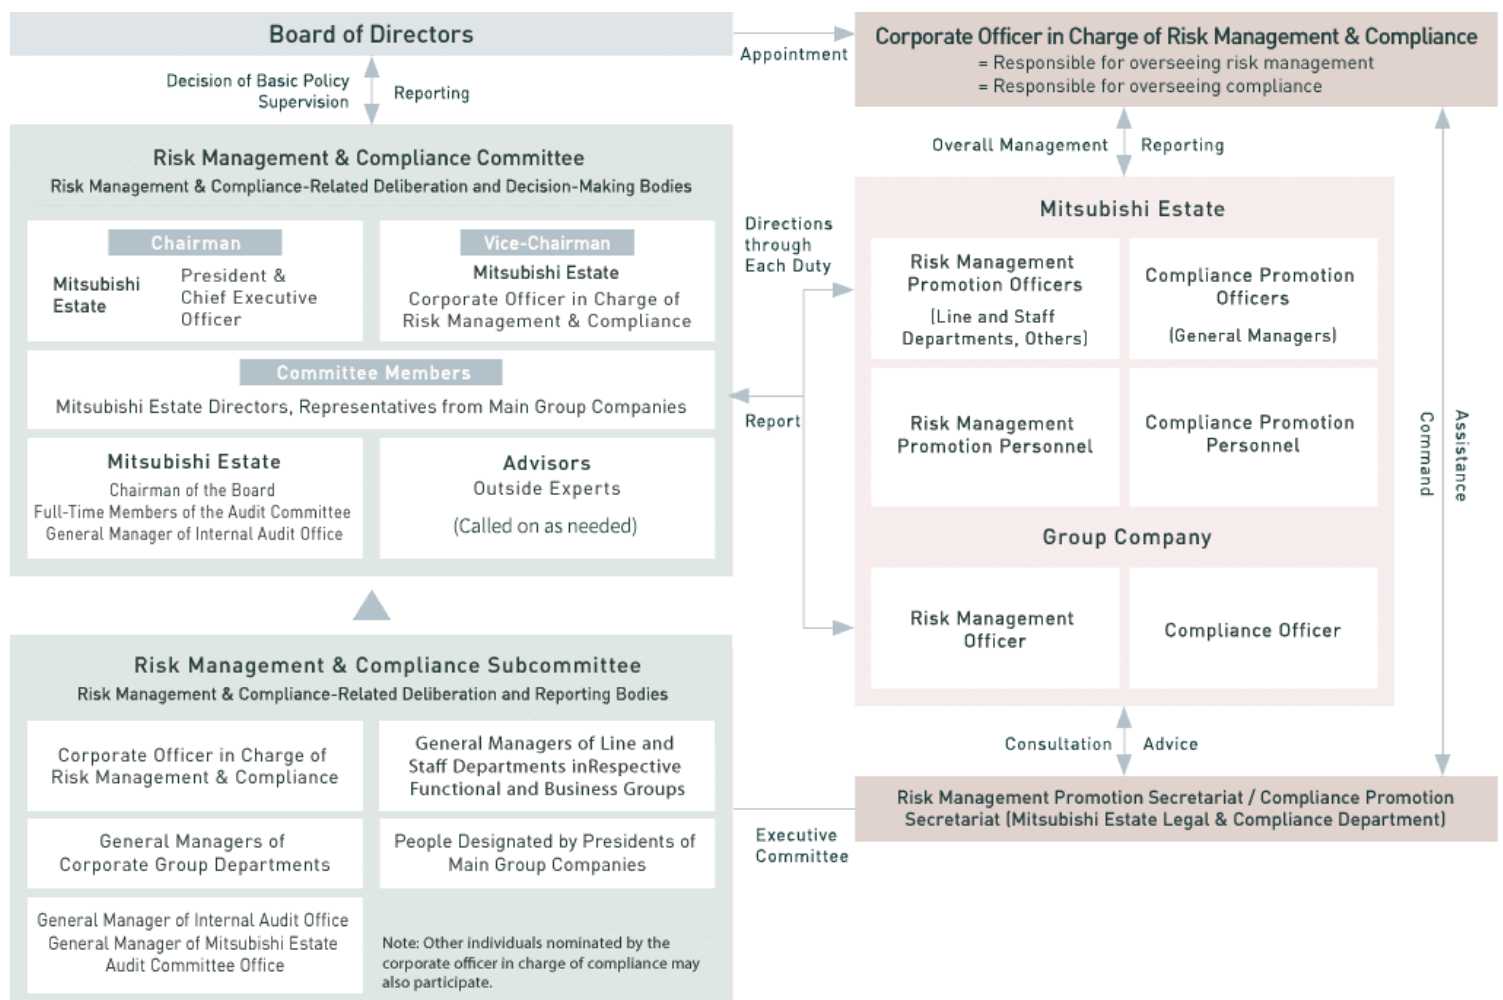 Board of Directors
Appointment
Corporate Officer in Charge of Risk Management & Compliance
= Responsible for overseeing risk management
= Responsible for overseeing compliance
Decision of Basic Policy
Supervision
Reporting
Risk Management & Compliance Committee
Risk Management & Compliance-Related Deliberation and Decision-Making Bodies
Chairman
Mitsubishi
Estate
President &
Chief Executive
Officer
Vice-Chairman
Mitsubishi Estate
Corporate Officer in Charge of
Risk Management & Compliance
Committee Members
Mitsubishi Estate Directors, Representatives from Main Group Companies
Mitsubishi Estate
Chairman of the Board
Full-Time Members of the Audit Committee
General Manager of Internal Audit Office
Advisors
Outside Experts
(Called on as needed)
Directions
through
Each Duty
Report
Overall Management
Reporting
Mitsubishi Estate
Risk Management
Promotion Officers
(Line and Staff
Departments, Others)
Compliance Promotion
Officers
(General Managers)
Risk Management
Promotion Personnel
Compliance Promotion
Personnel
Group Company
Risk Management
Officer
Compliance Officer
Command
Assistance
Consultation
Advice
Risk Management Promotion Secretariat / Compliance Promotion
Secretariat (Mitsubishi Estate Legal & Compliance Department)
Executive
Committee
Risk Management & Compliance Subcommittee
Risk Management & Compliance-Related Deliberation and Reporting Bodies
Corporate Officer in Charge of
Risk Management & Compliance
General Managers of Line and
Staff Departments inRespective
Functional and Business Groups
General Managers of
Corporate Group Departments
People Designated by Presidents of
Main Group Companies
General Manager of Internal Audit Office
General Manager of Mitsubishi Estate
Audit Committee Office
Note: Other individuals nominated by the
corporate officer in charge of compliance may
also participate.